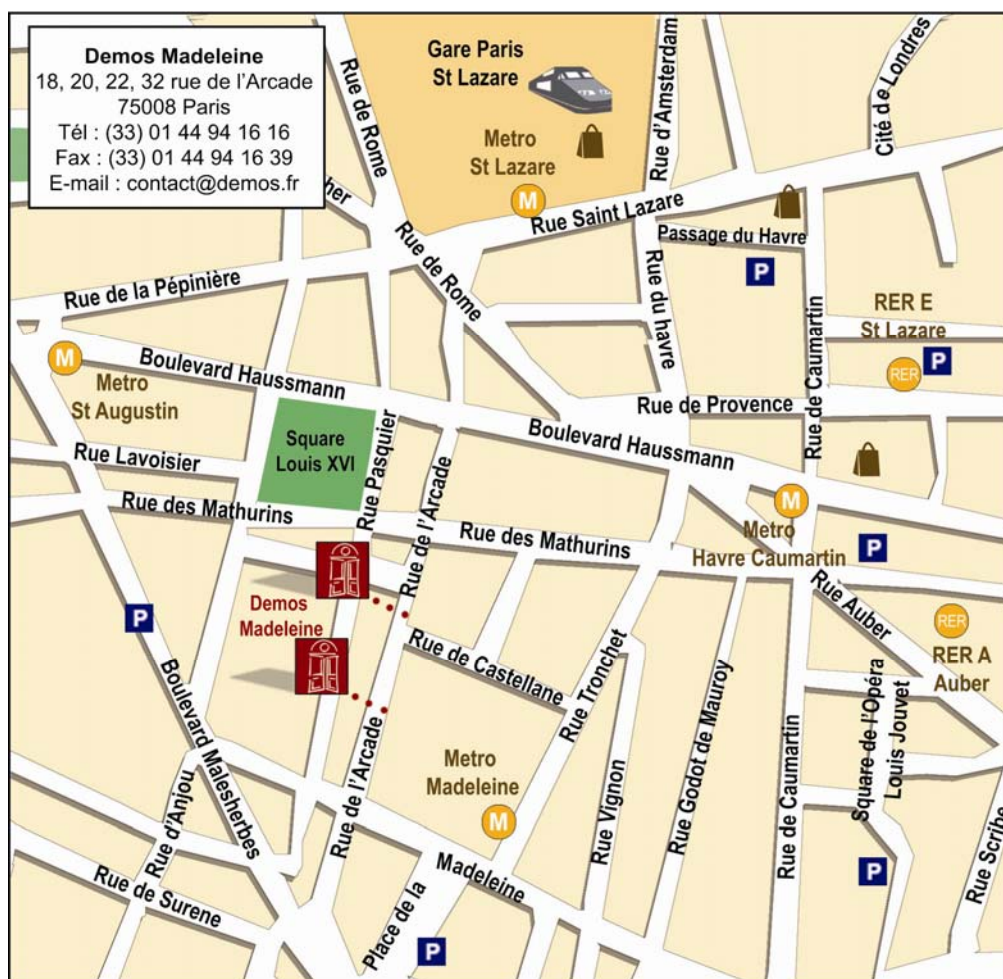 Demos Madeleine
18, 20, 22, 32 rue de l'Arcade
75008 Paris
Tél : (33) 01 44 94 16 16
Fax : (33) 01 44 94 16 39
E-mail : contact@demos.fr
Gare Paris
St Lazare
Rue de Rome
Rue d'Amsterdam
Cité de Londres
Metro
St Lazare
M
Rue Saint Lazare
Passage du Havre
P
Rue de la Pépinière
Rue de Rome
Rue du havre
Rue de Caumartin
RER E
St Lazare
RER
P
M
Metro
St Augustin
Boulevard Haussmann
Rue de Provence
Boulevard Haussmann
Square
Louis XVI
Rue Pasquier
Rue de l'Arcade
Rue Lavoisier
Rue des Mathurins
Rue des Mathurins
M
Metro
Havre Caumartin
P
Rue Auber
RER
RER A
Auber
Demos
Madeleine
P
Rue de Castellane
Rue Tronchet
Boulevard Malesherbes
Rue d'Anjou
Rue de l'Arcade
Metro
Madeleine
M
Rue Vignon
Rue Godot de Mauroy
Rue de Caumartin
Square de l'Opéra
Louis Jouvet
P
Rue Scribe
Rue de Surene
Place de la
Madeleine
P